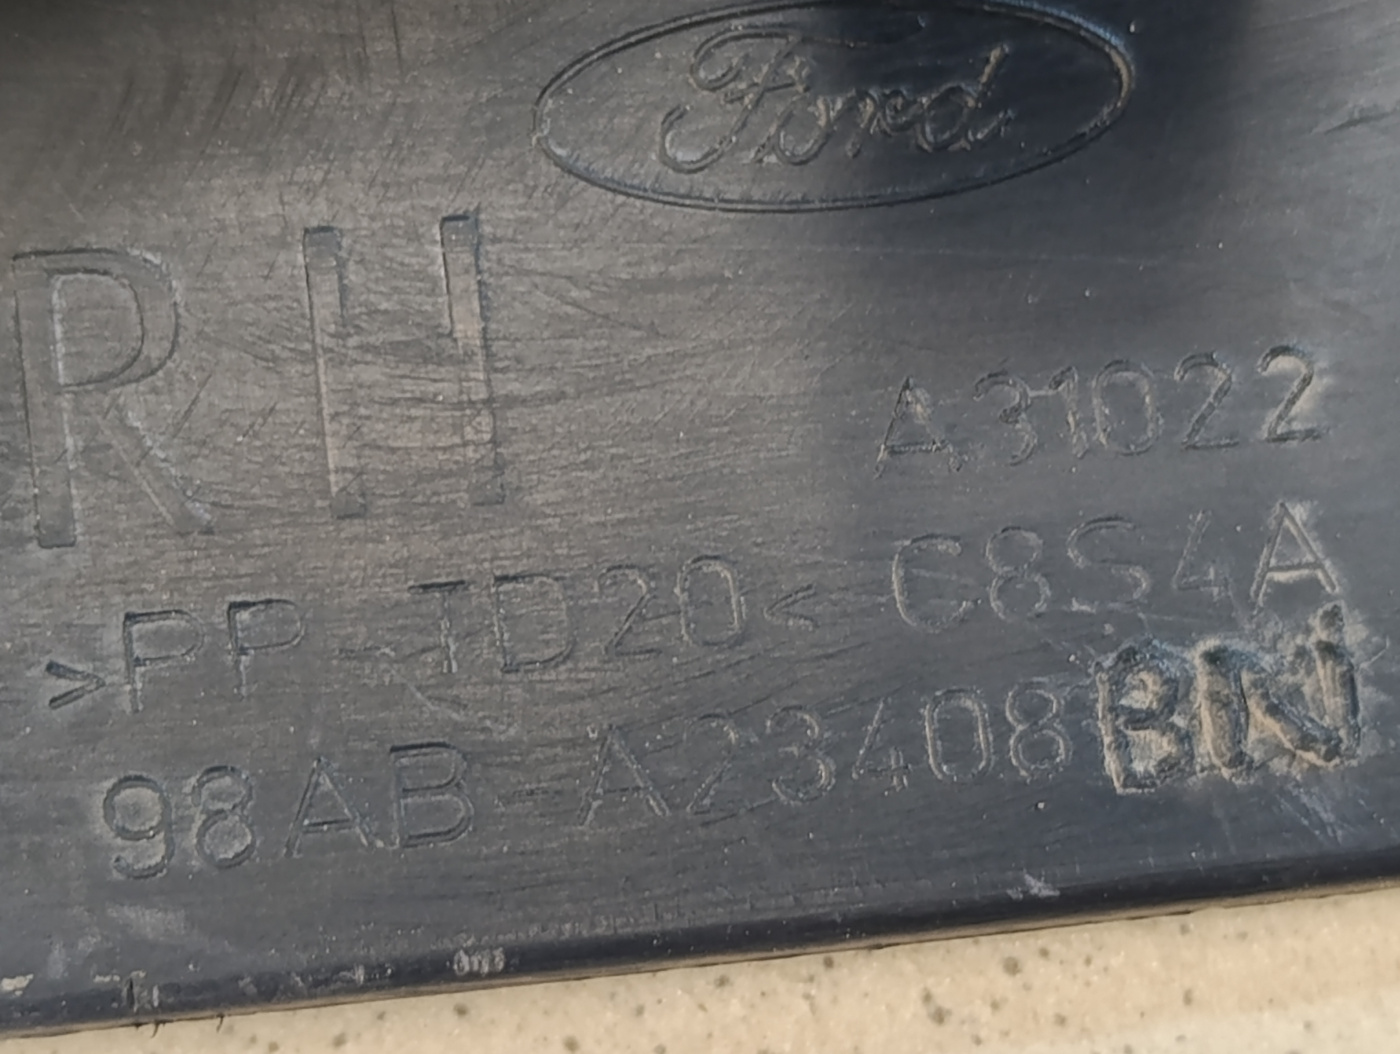 Ford
RH
A31022
>PP-TD20< C8S4A
98AB-A23408BN